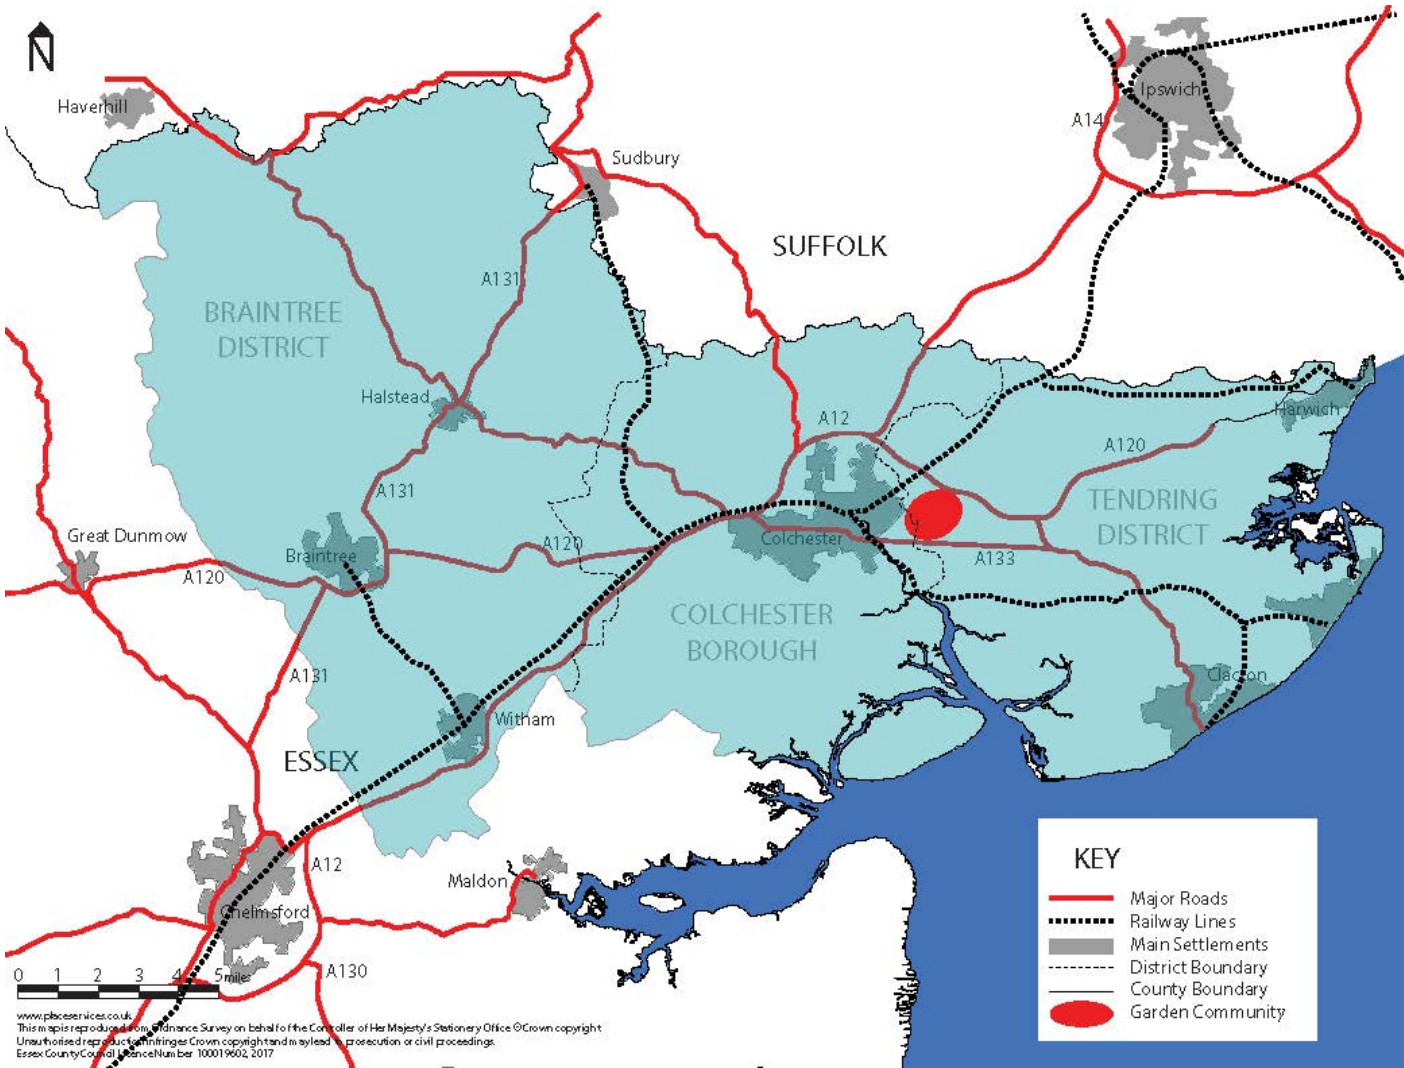 N
Haverhill
Ipswich
A14
Sudbury
SUFFOLK
A131
BRAINTREE
DISTRICT
Halstead
A12
Harwich
A120
A131
TENDRING
DISTRICT
Great Dunmow
Braintree
A120
Colchester
A133
A120
COLCHESTER
BOROUGH
A131
Clacton
Witham
ESSEX
A12
Maldon
Chelmsford
A130
0 1 2 3 4 5 miles
www.placeservices.co.uk
This map is reproduced from Ordnance Survey on behalf of the Controller of Her Majesty's Stationery Office © Crown copyright
Unauthorised reproduction infringes Crown copyright and may lead to prosecution or civil proceedings.
Essex County Council Licence Number 100019602, 2017
KEY
Major Roads
Railway Lines
Main Settlements
District Boundary
County Boundary
Garden Community